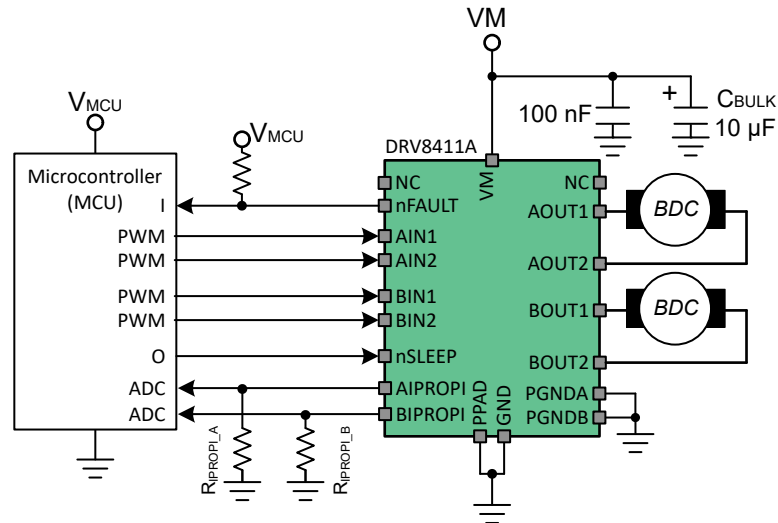 VM
VMCU
VMCU
100 nF
+
CBULK
10 µF
DRV8411A
Microcontroller
(MCU)
I
PWM
PWM
PWM
PWM
O
ADC
ADC
NC
nFAULT
AIN1
AIN2
BIN1
BIN2
nSLEEP
AIPROPI
BIPROPI
VM
NC
AOUT1
AOUT2
BOUT1
BOUT2
PGNDA
PGNDB
PPAD
GND
BDC
BDC
RIPROPI_A
RIPROPI_B